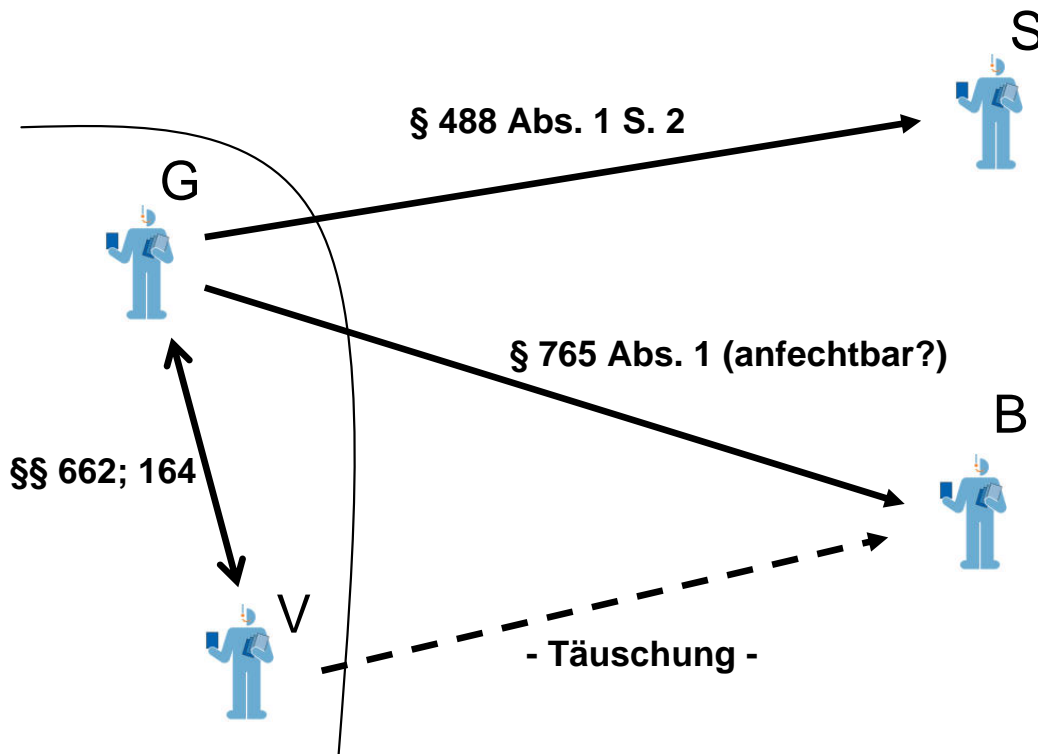 S
§ 488 Abs. 1 S. 2
G
§ 765 Abs. 1 (anfechtbar?)
B
§§ 662; 164
V
- Täuschung -